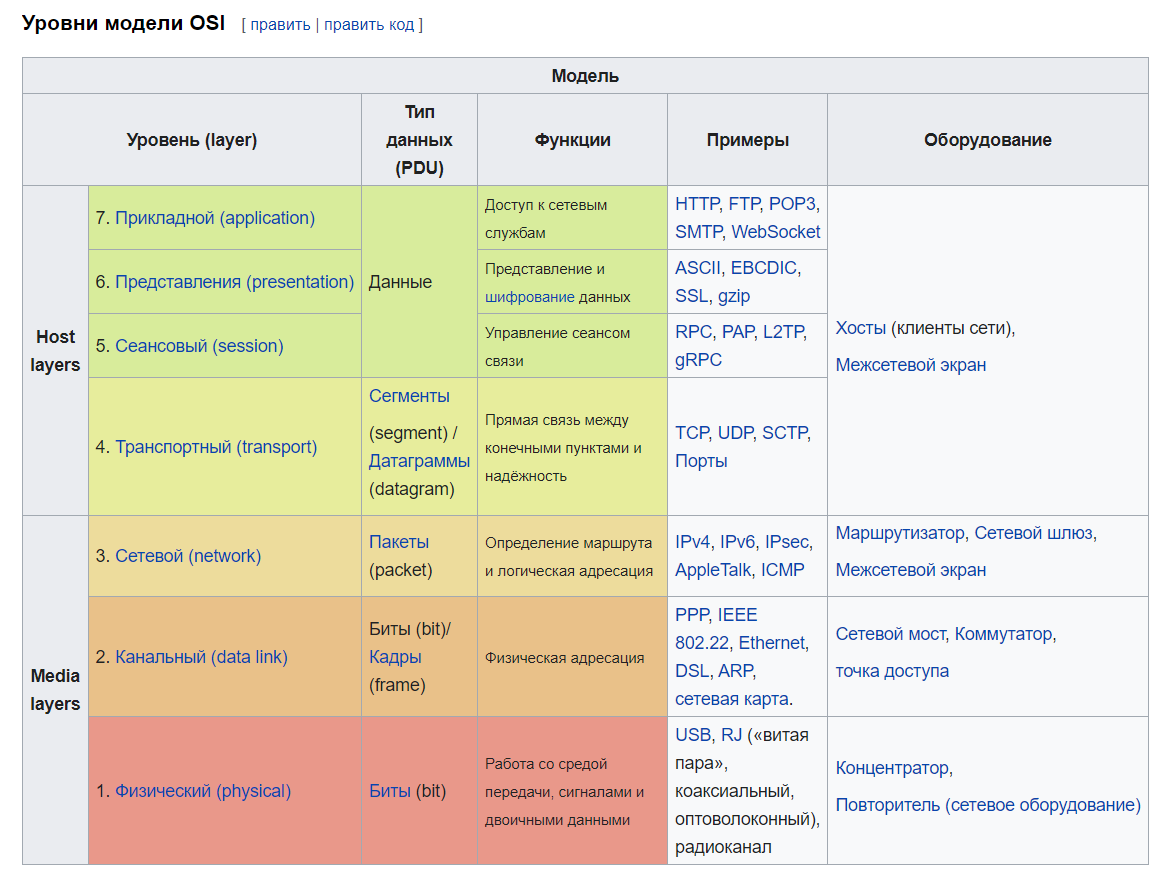 Уровни модели OSI [ править | править код ]
Модель
Уровень (layer)
Тип
данных
(PDU)
Функции
Примеры
Оборудование
Host
layers
7. Прикладной (application)
Данные
Доступ к сетевым
службам
HTTP, FTP, POP3,
SMTP, WebSocket
Хосты (клиенты сети),
Межсетевой экран
6. Представления (presentation)
Представление и
шифрование данных
ASCII, EBCDIC,
SSL, gzip
5. Сеансовый (session)
Управление сеансом
связи
RPC, PAP, L2TP,
gRPC
4. Транспортный (transport)
Сегменты
(segment) /
Датаграммы
(datagram)
Прямая связь между
конечными пунктами и
надёжность
TCP, UDP, SCTP,
Порты
Media
layers
3. Сетевой (network)
Пакеты
(packet)
Определение маршрута
и логическая адресация
IPv4, IPv6, IPsec,
AppleTalk, ICMP
Маршрутизатор, Сетевой шлюз,
Межсетевой экран
2. Канальный (data link)
Биты (bit)/
Кадры
(frame)
Физическая адресация
PPP, IEEE
802.22, Ethernet,
DSL, ARP,
сетевая карта.
Сетевой мост, Коммутатор,
точка доступа
1. Физический (physical)
Биты (bit)
Работа со средой
передачи, сигналами и
двоичными данными
USB, RJ («витая
пара»,
коаксиальный,
оптоволоконный),
радиоканал
Концентратор,
Повторитель (сетевое оборудование)